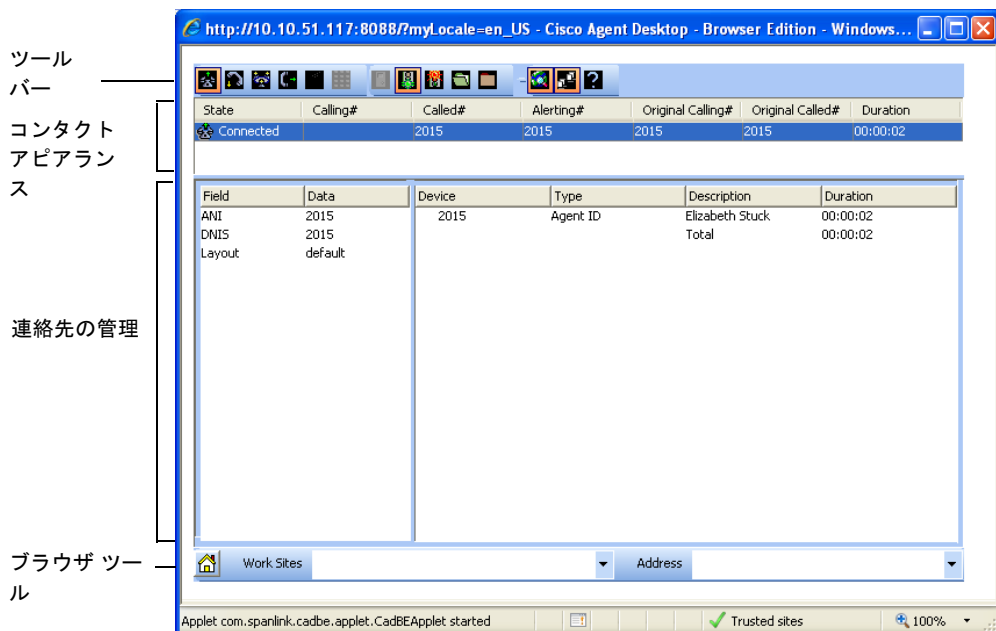 http://10.10.51.117:8088/?myLocale=en_US - Cisco Agent Desktop - Browser Edition - Windows...
ツール
バー
コンタクト
アピアラン
ス
State Calling# Called# Alerting# Original Calling# Original Called# Duration
Connected 2015 2015 2015 2015 00:00:02
連絡先の管理
Field Data
ANI 2015
DNIS 2015
Layout default
Device Type Description Duration
2015 Agent ID Elizabeth Stuck 00:00:02
Total 00:00:02
ブラウザ ツー
ル
Work Sites Address
Applet com.spanlink.cadbe.applet.CadBEApplet started Trusted sites 100%